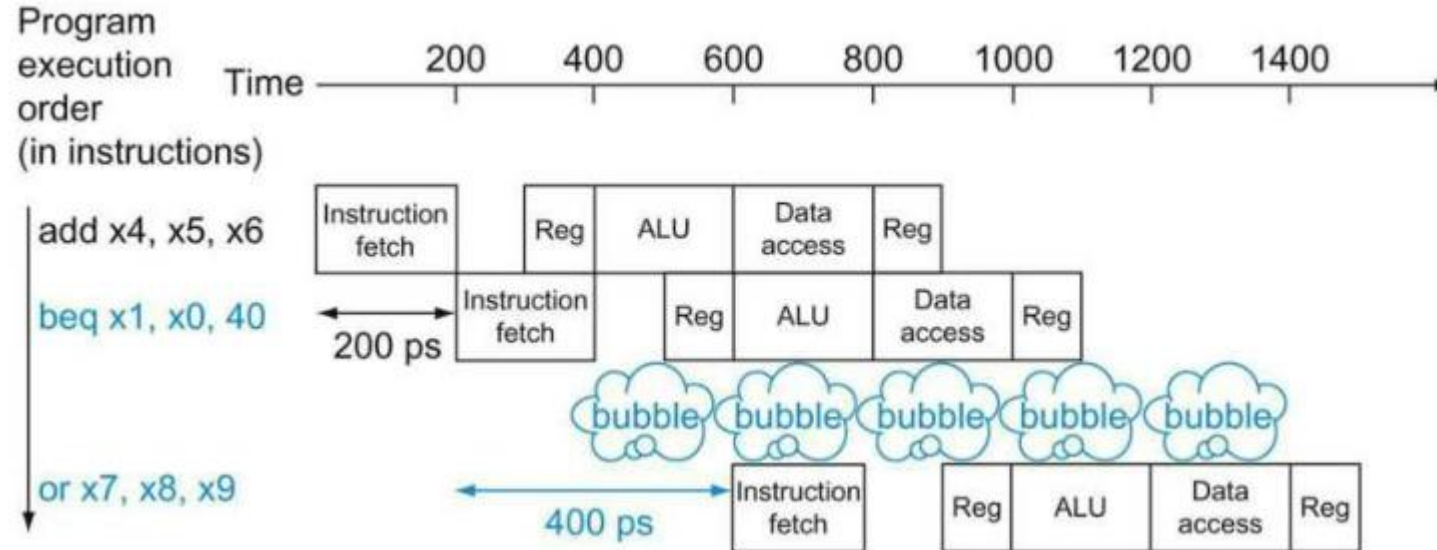 Program
execution
order
(in instructions)
Time
200 400 600 800 1000 1200 1400
add x4, x5, x6
Instruction
fetch
Reg ALU
Data
access
Reg
beq x1, x0, 40
200 ps
Instruction
fetch
Reg ALU
Data
access
Reg
bubble bubble bubble bubble bubble
or x7, x8, x9
400 ps
Instruction
fetch
Reg ALU
Data
access
Reg